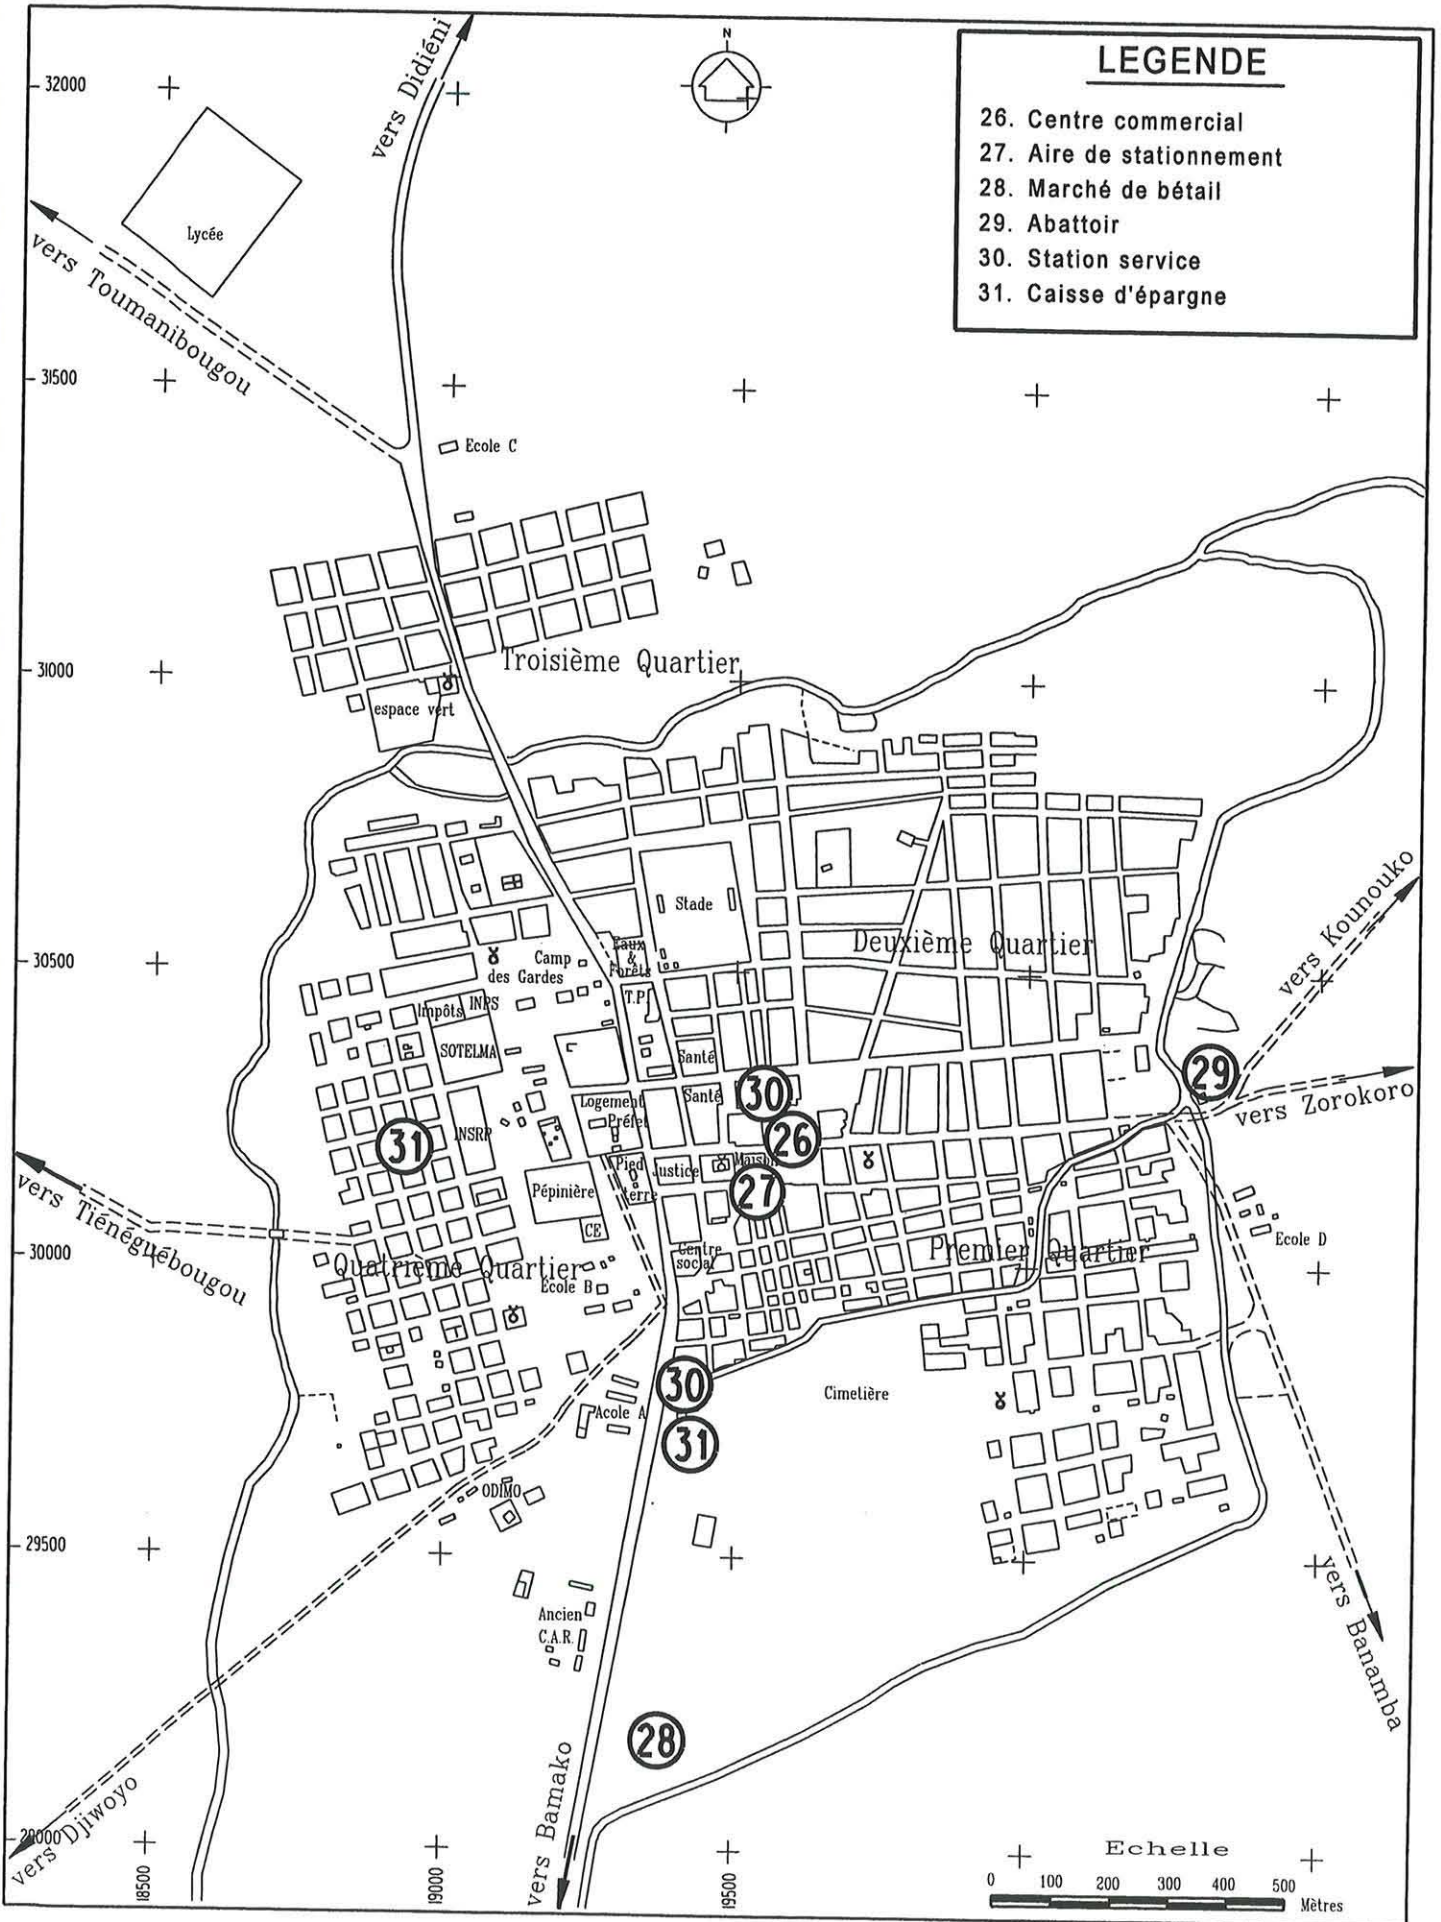 N
LEGENDE
26. Centre commercial
27. Aire de stationnement
28. Marché de bétail
29. Abattoir
30. Station service
31. Caisse d'épargne
32000
vers Didiéni
Lycée
vers Toumanibougou
31500
Ecole C
31000
Troisième Quartier
espace vert
Stade
vers Kounouko
30500
Deuxième Quartier
Eaux
&
Forêts
Camp
des Gardes
T.P.
Impôts
INPS
SOTELMA
Santé
Santé
30
29
vers Zorokoro
Logement
Préfet
26
31
INSRP
Pied
terre
Justice
Maison
27
Pépinière
CE
vers Tiénéguébougou
30000
Centre
social
Premier Quartier
Ecole D
Quatrième Quartier
Ecole B
30
Cimetière
Acole A
31
ODIMO
29500
Ancien
C.A.R.
vers Banamba
28
vers Bamako
vers Djiwoyo
18500
19000
19500
Echelle
0 100 200 300 400 500
Mètres